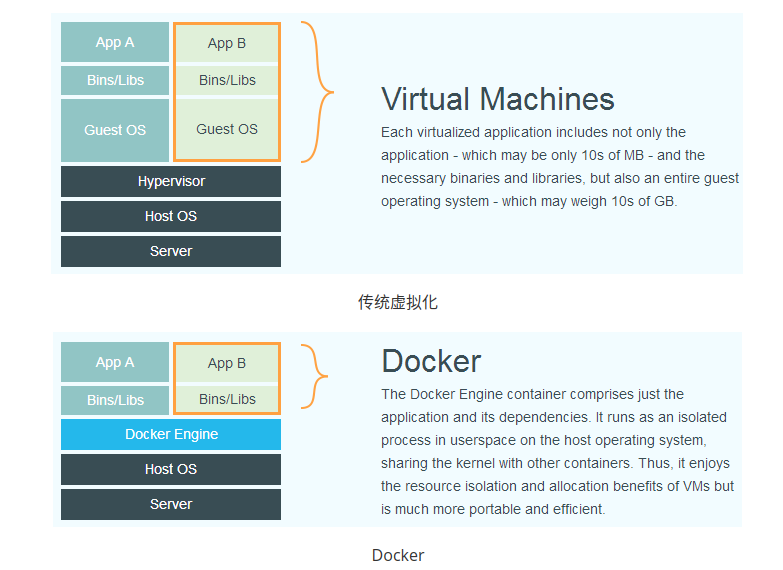 App A
App B
Bins/Libs
Bins/Libs
Guest OS
Guest OS
Hypervisor
Host OS
Server
Virtual Machines
Each virtualized application includes not only the
application - which may be only 10s of MB - and the
necessary binaries and libraries, but also an entire guest
operating system - which may weigh 10s of GB.
传统虚拟化
App A
App B
Bins/Libs
Bins/Libs
Docker Engine
Host OS
Server
Docker
The Docker Engine container comprises just the
application and its dependencies. It runs as an isolated
process in userspace on the host operating system,
sharing the kernel with other containers. Thus, it enjoys
the resource isolation and allocation benefits of VMs but
is much more portable and efficient.
Docker